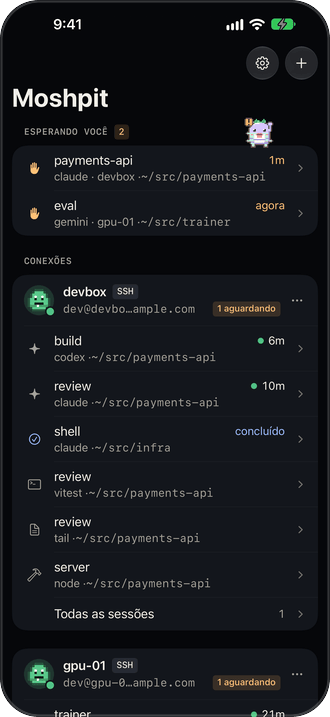 9:41
Moshpit
ESPERANDO VOCÊ 2
payments-api 1m
claude · devbox ·~/src/payments-api
eval agora
gemini · gpu-01 ·~/src/trainer
CONEXÕES
devbox SSH
dev@devbo…ample.com 1 aguardando
build 6m
codex ·~/src/payments-api
review 10m
claude ·~/src/payments-api
shell concluído
claude ·~/src/infra
review
vitest ·~/src/payments-api
review
tail ·~/src/payments-api
server
node ·~/src/payments-api
Todas as sessões 1
gpu-01 SSH
dev@gpu-0…ample.com 1 aguardando
trainer 21m